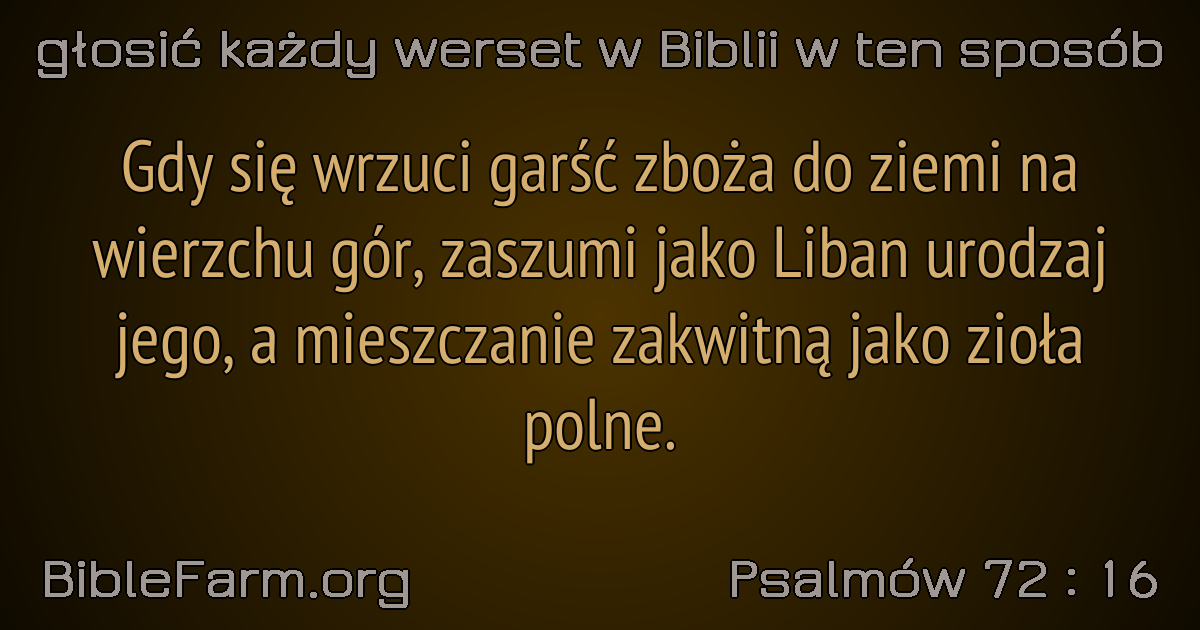 głosić każdy werset w Biblii w ten sposób
Gdy się wrzuci garść zboża do ziemi na
wierzchu gór, zaszumi jako Liban urodzaj
jego, a mieszczanie zakwitną jako zioła
polne.
BibleFarm.org
Psalmów 72 : 16